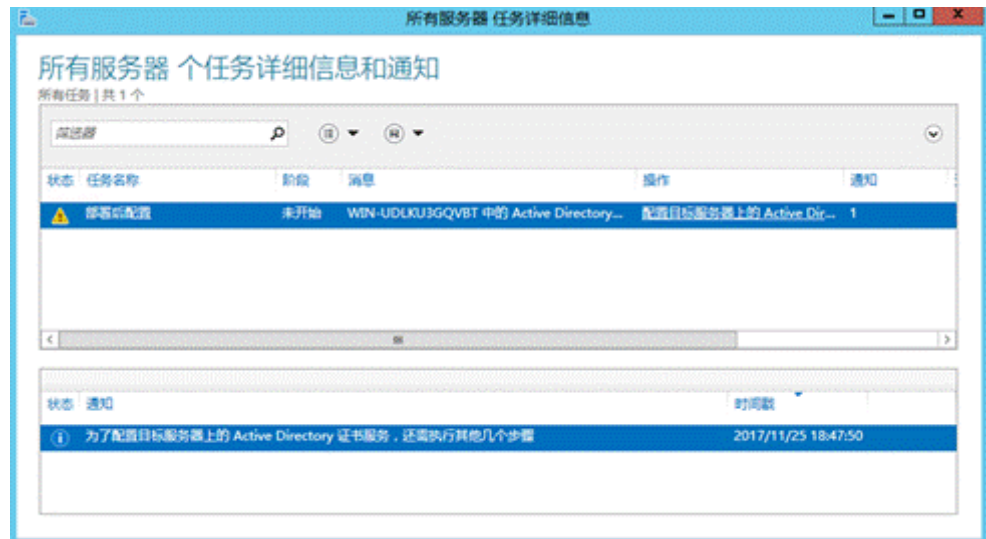 所有服务器 任务详细信息
所有服务器 个任务详细信息和通知
所有任务 | 共 1 个
筛选器
状态 任务名称 阶段 消息 操作 通知
部署后配置 未开始 WIN-UDLKU3GQVBT 中的 Active Directory... 配置目标服务器上的 Active Dir... 1
状态 通知 时间戳
为了配置目标服务器上的 Active Directory 证书服务，还需执行其他几个步骤 2017/11/25 18:47:50